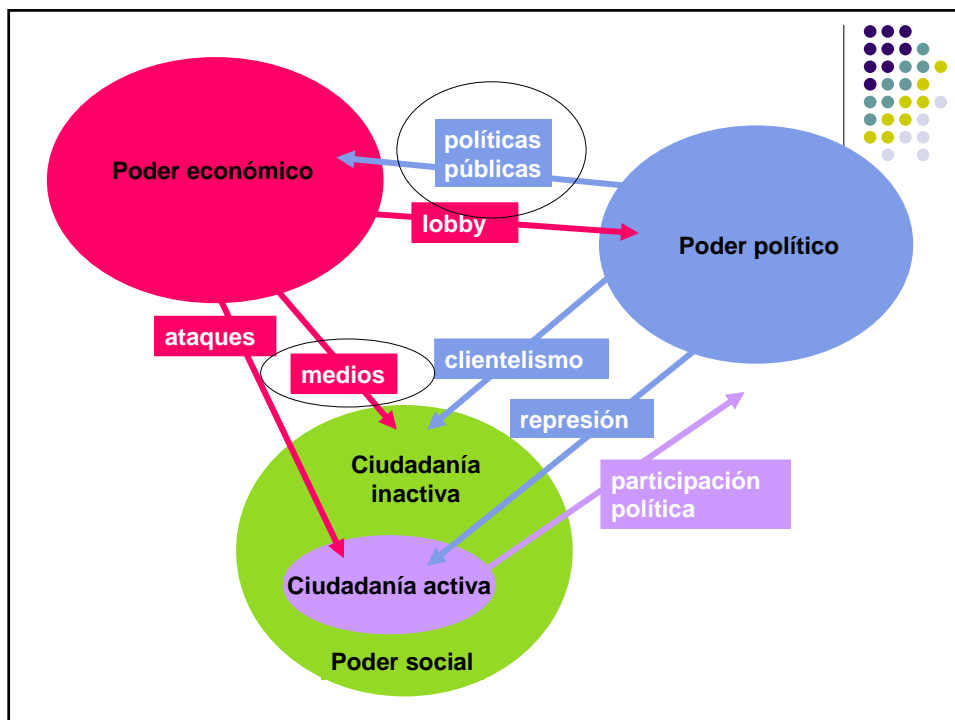 políticas
públicas
Poder económico
lobby
Poder político
ataques
medios
clientelismo
represión
Ciudadanía
inactiva
participación
política
Ciudadanía activa
Poder social